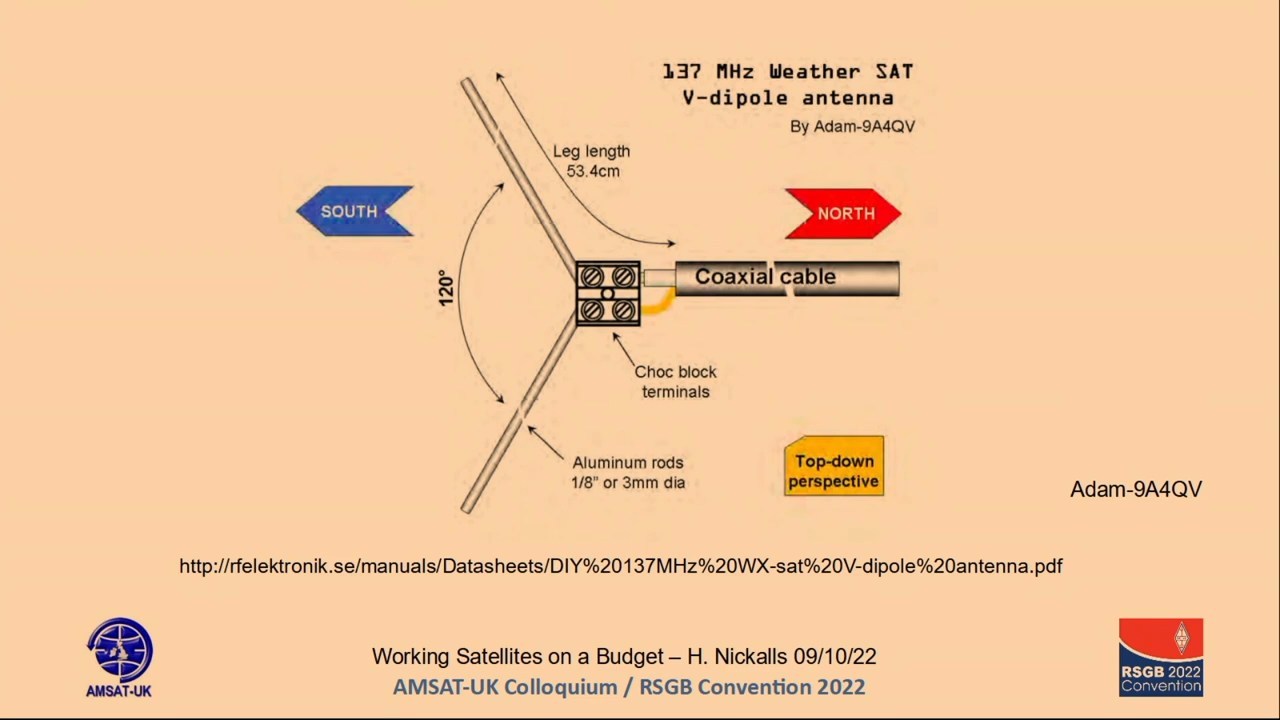 137 MHz Weather SAT
V-dipole antenna
By Adam-9A4QV
Leg length
53.4cm
SOUTH
NORTH
120°
Coaxial cable
Choc block
terminals
Aluminum rods
1/8" or 3mm dia
Top-down
perspective
Adam-9A4QV
http://rfelektronik.se/manuals/Datasheets/DIY%20137MHz%20WX-sat%20V-dipole%20antenna.pdf
AMSAT-UK
Working Satellites on a Budget – H. Nickalls 09/10/22
AMSAT-UK Colloquium / RSGB Convention 2022
RSGB 2022
Convention